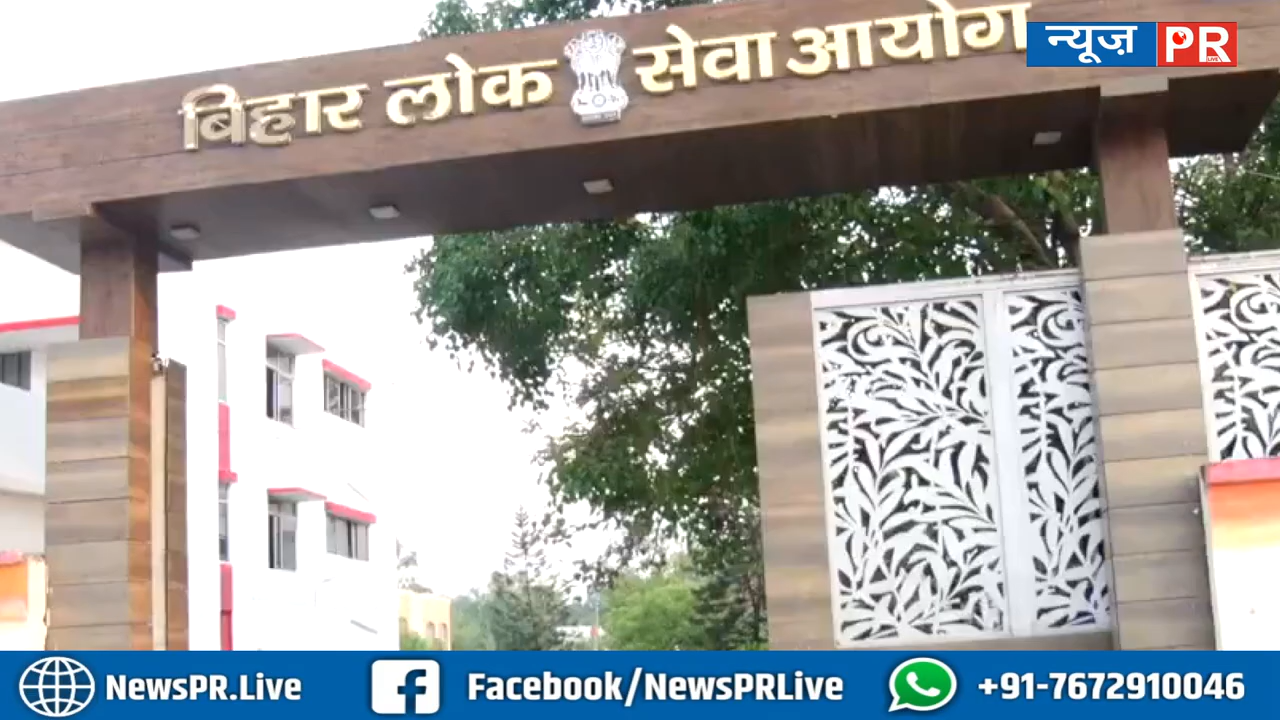 बिहार लोक सेवा आयोग
न्यूज़ PR
NewsPR.Live Facebook/NewsPRLive +91-7672910046